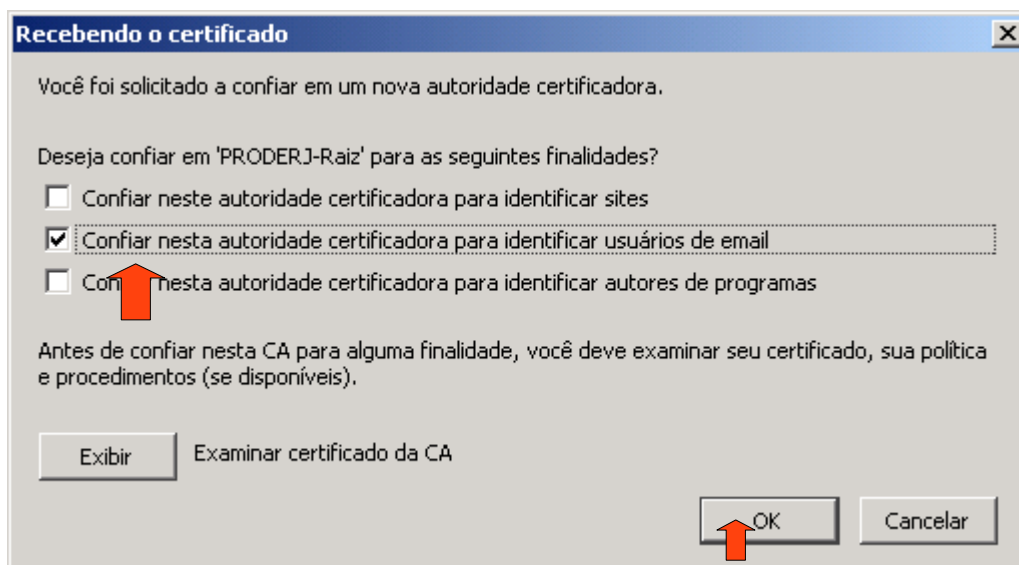 Recebendo o certificado
Você foi solicitado a confiar em um nova autoridade certificadora.
Deseja confiar em 'PRODERJ-Raiz' para as seguintes finalidades?
Confiar neste autoridade certificadora para identificar sites
Confiar nesta autoridade certificadora para identificar usuários de email
nesta autoridade certificadora para identificar autores de programas
Antes de confiar nesta CA para alguma finalidade, você deve examinar seu certificado, sua política
e procedimentos (se disponíveis).
Exibir Examinar certificado da CA
OK Cancelar